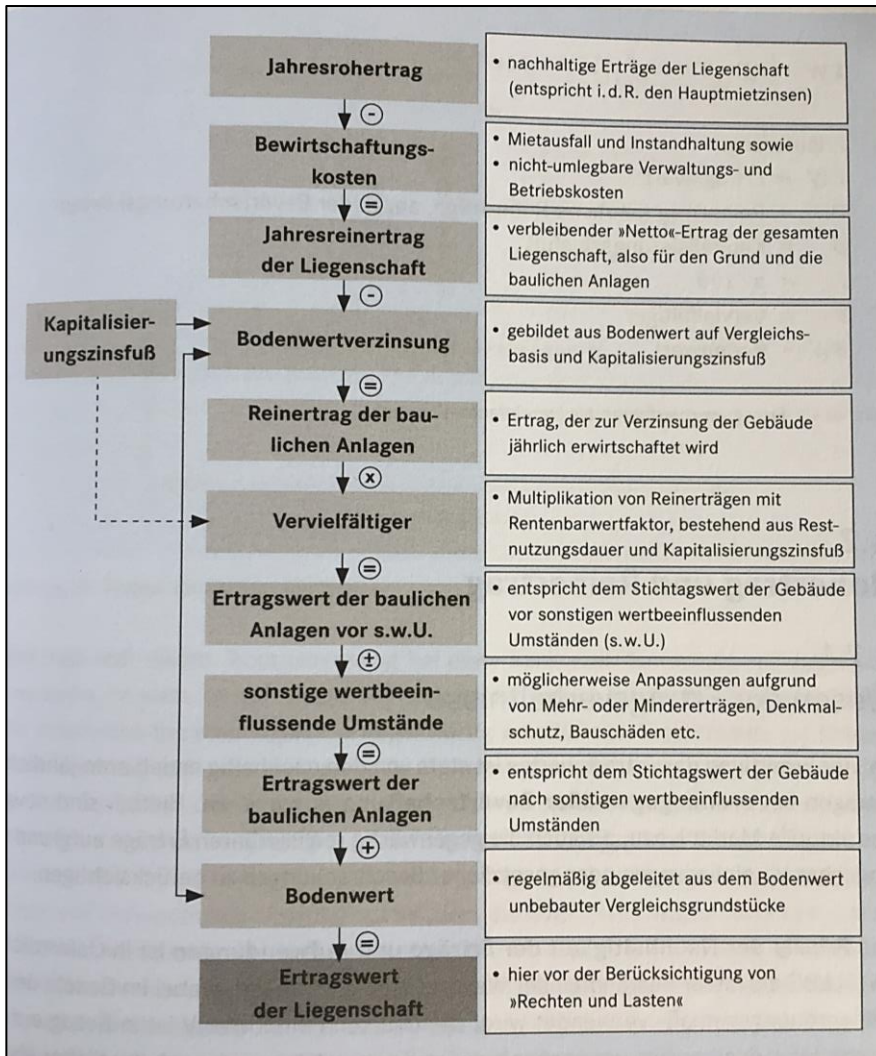 Jahresrohertrag
• nachhaltige Erträge der Liegenschaft
(entspricht i. d. R. den Hauptmietzinsen)
-
Bewirtschaftungs-
kosten
• Mietausfall und Instandhaltung sowie
• nicht-umlegbare Verwaltungs- und
Betriebskosten
=
Jahresreinertrag
der Liegenschaft
• verbleibender »Netto«-Ertrag der gesamten
Liegenschaft, also für den Grund und die
baulichen Anlagen
-
Kapitalisier-
ungszinsfuß
Bodenwertverzinsung
• gebildet aus Bodenwert auf Vergleichs-
basis und Kapitalisierungszinsfuß
=
Reinertrag der bau-
lichen Anlagen
• Ertrag, der zur Verzinsung der Gebäude
jährlich erwirtschaftet wird
x
Vervielfältiger
• Multiplikation von Reinerträgen mit
Rentenbarwertfaktor, bestehend aus Rest-
nutzungsdauer und Kapitalisierungszinsfuß
=
Ertragswert der baulichen
Anlagen vor s.w.U.
• entspricht dem Stichtagswert der Gebäude
vor sonstigen wertbeeinflussenden
Umständen (s. w. U.)
±
sonstige wertbeein-
flussende Umstände
• möglicherweise Anpassungen aufgrund
von Mehr- oder Mindererträgen, Denkmal-
schutz, Bauschäden etc.
=
Ertragswert der
baulichen Anlagen
• entspricht dem Stichtagswert der Gebäude
nach sonstigen wertbeeinflussenden
Umständen
+
Bodenwert
• regelmäßig abgeleitet aus dem Bodenwert
unbebauter Vergleichsgrundstücke
=
Ertragswert
der Liegenschaft
• hier vor der Berücksichtigung von
»Rechten und Lasten«